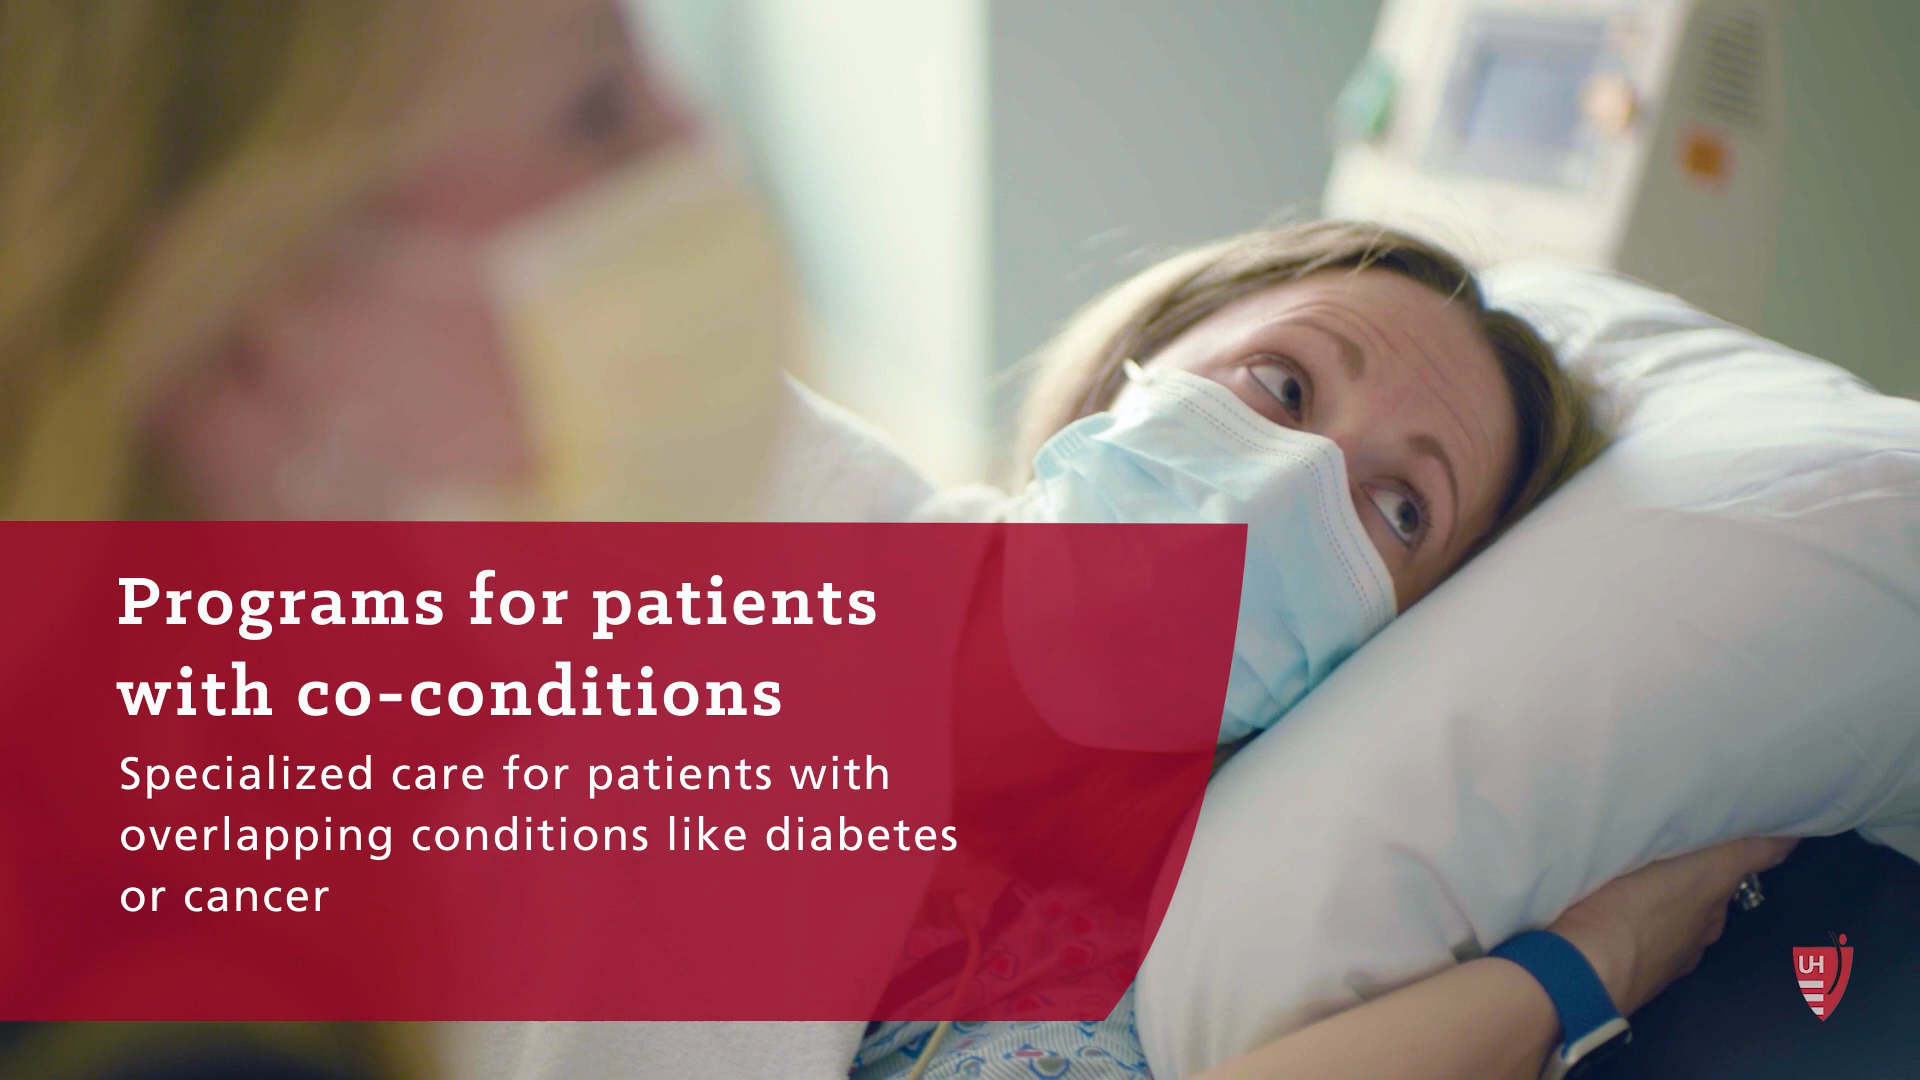 Programs for patients
with co-conditions
Specialized care for patients with
overlapping conditions like diabetes
or cancer
UH